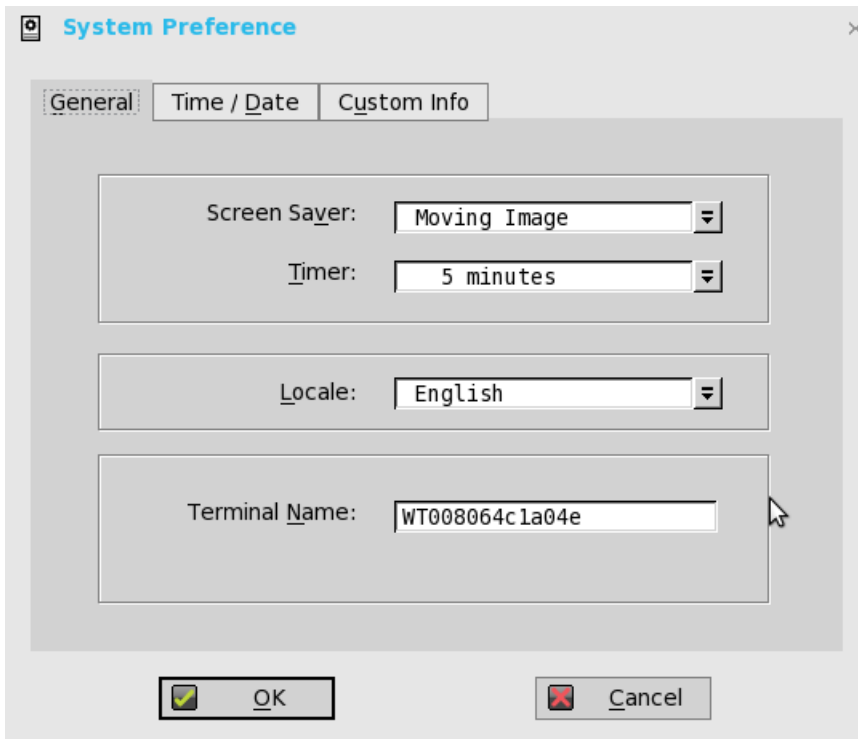 System Preference
General
Time / Date
Custom Info
Screen Saver: Moving Image
Timer: 5 minutes
Locale: English
Terminal Name: WT008064c1a04e
OK
Cancel